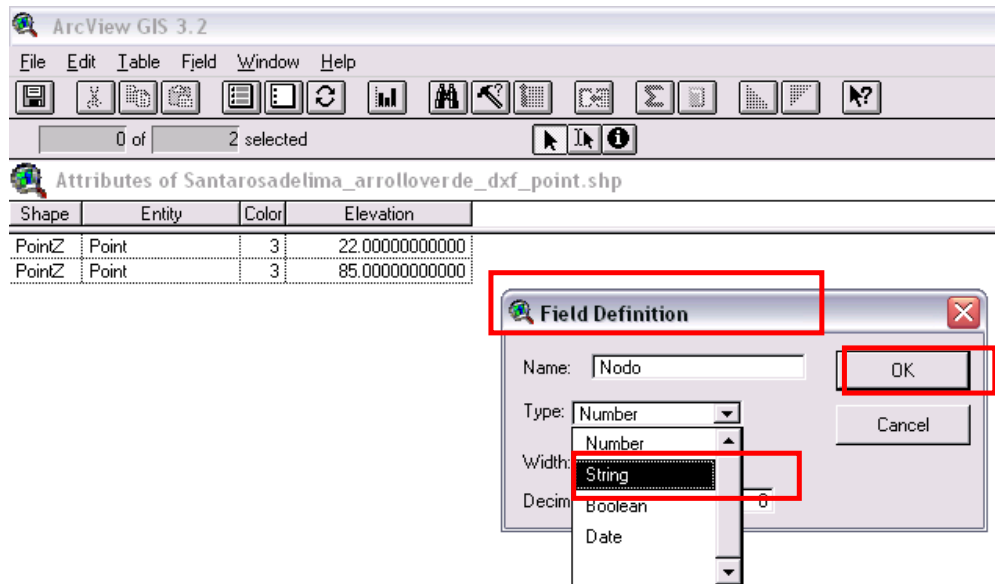 ArcView GIS 3.2
File Edit Table Field Window Help
0 of 2 selected
Attributes of Santarosadelima_arrolloverde_dxf_point.shp
Shape Entity Color Elevation
PointZ Point 3 22.00000000000
PointZ Point 3 85.00000000000
Field Definition
Name: Nodo OK
Type: Number Cancel
Number
Width:
String
Decim 0
Boolean
Date